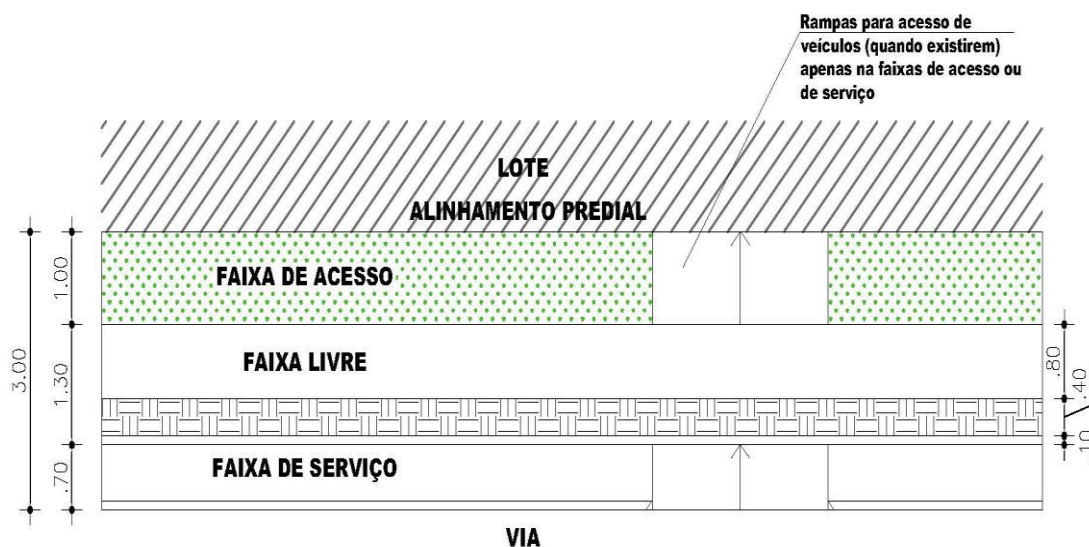 Rampas para acesso de
veículos (quando existirem)
apenas na faixas de acesso ou
de serviço
LOTE
ALINHAMENTO PREDIAL
FAIXA DE ACESSO
FAIXA LIVRE
FAIXA DE SERVIÇO
VIA
3.00
1.00
1.30
.70
.80
.40
10